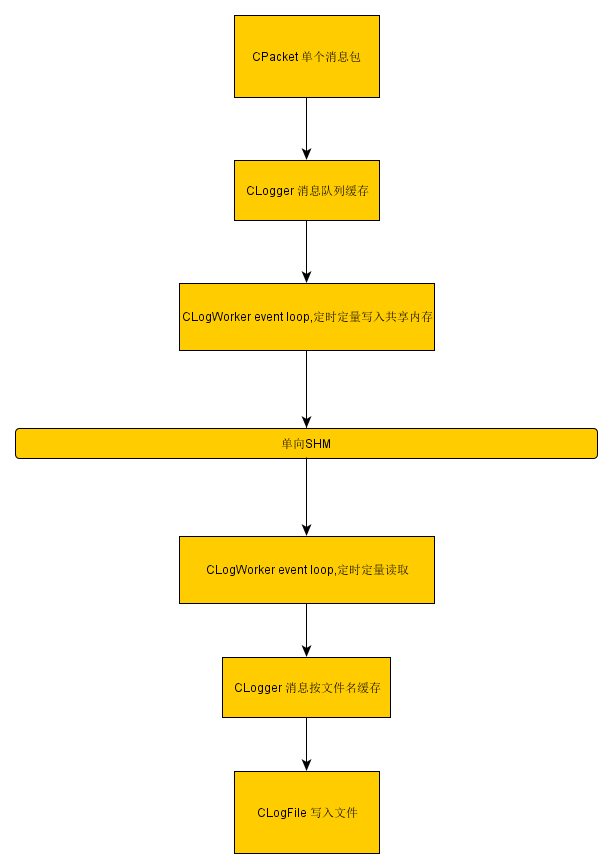 CPacket 单个消息包
CLogger 消息队列缓存
CLogWorker event loop,定时定量写入共享内存
单向SHM
CLogWorker event loop,定时定量读取
CLogger 消息按文件名缓存
CLogFile 写入文件